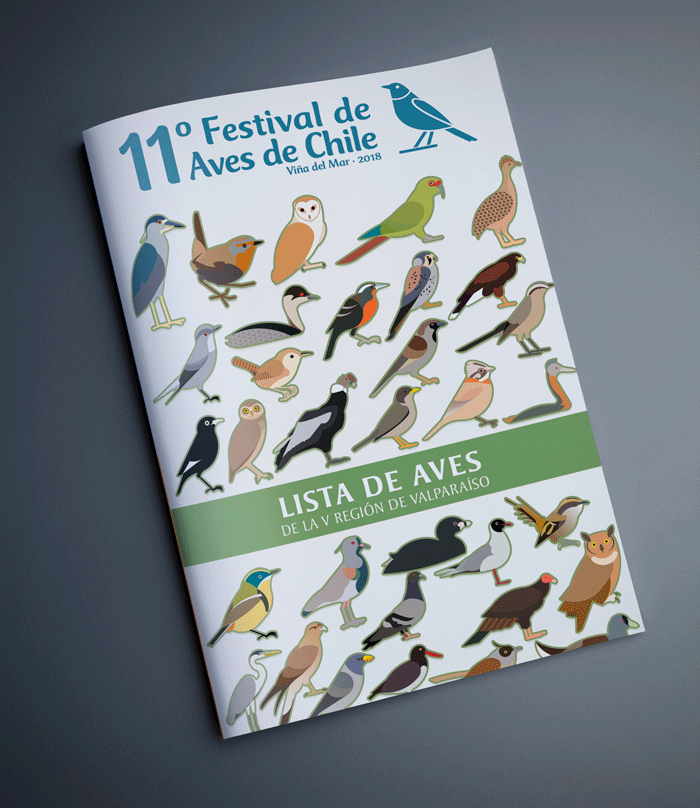 11º Festival de
Aves de Chile
Viña del Mar - 2018
LISTA DE AVES
DE LA V REGIÓN DE VALPARAÍSO